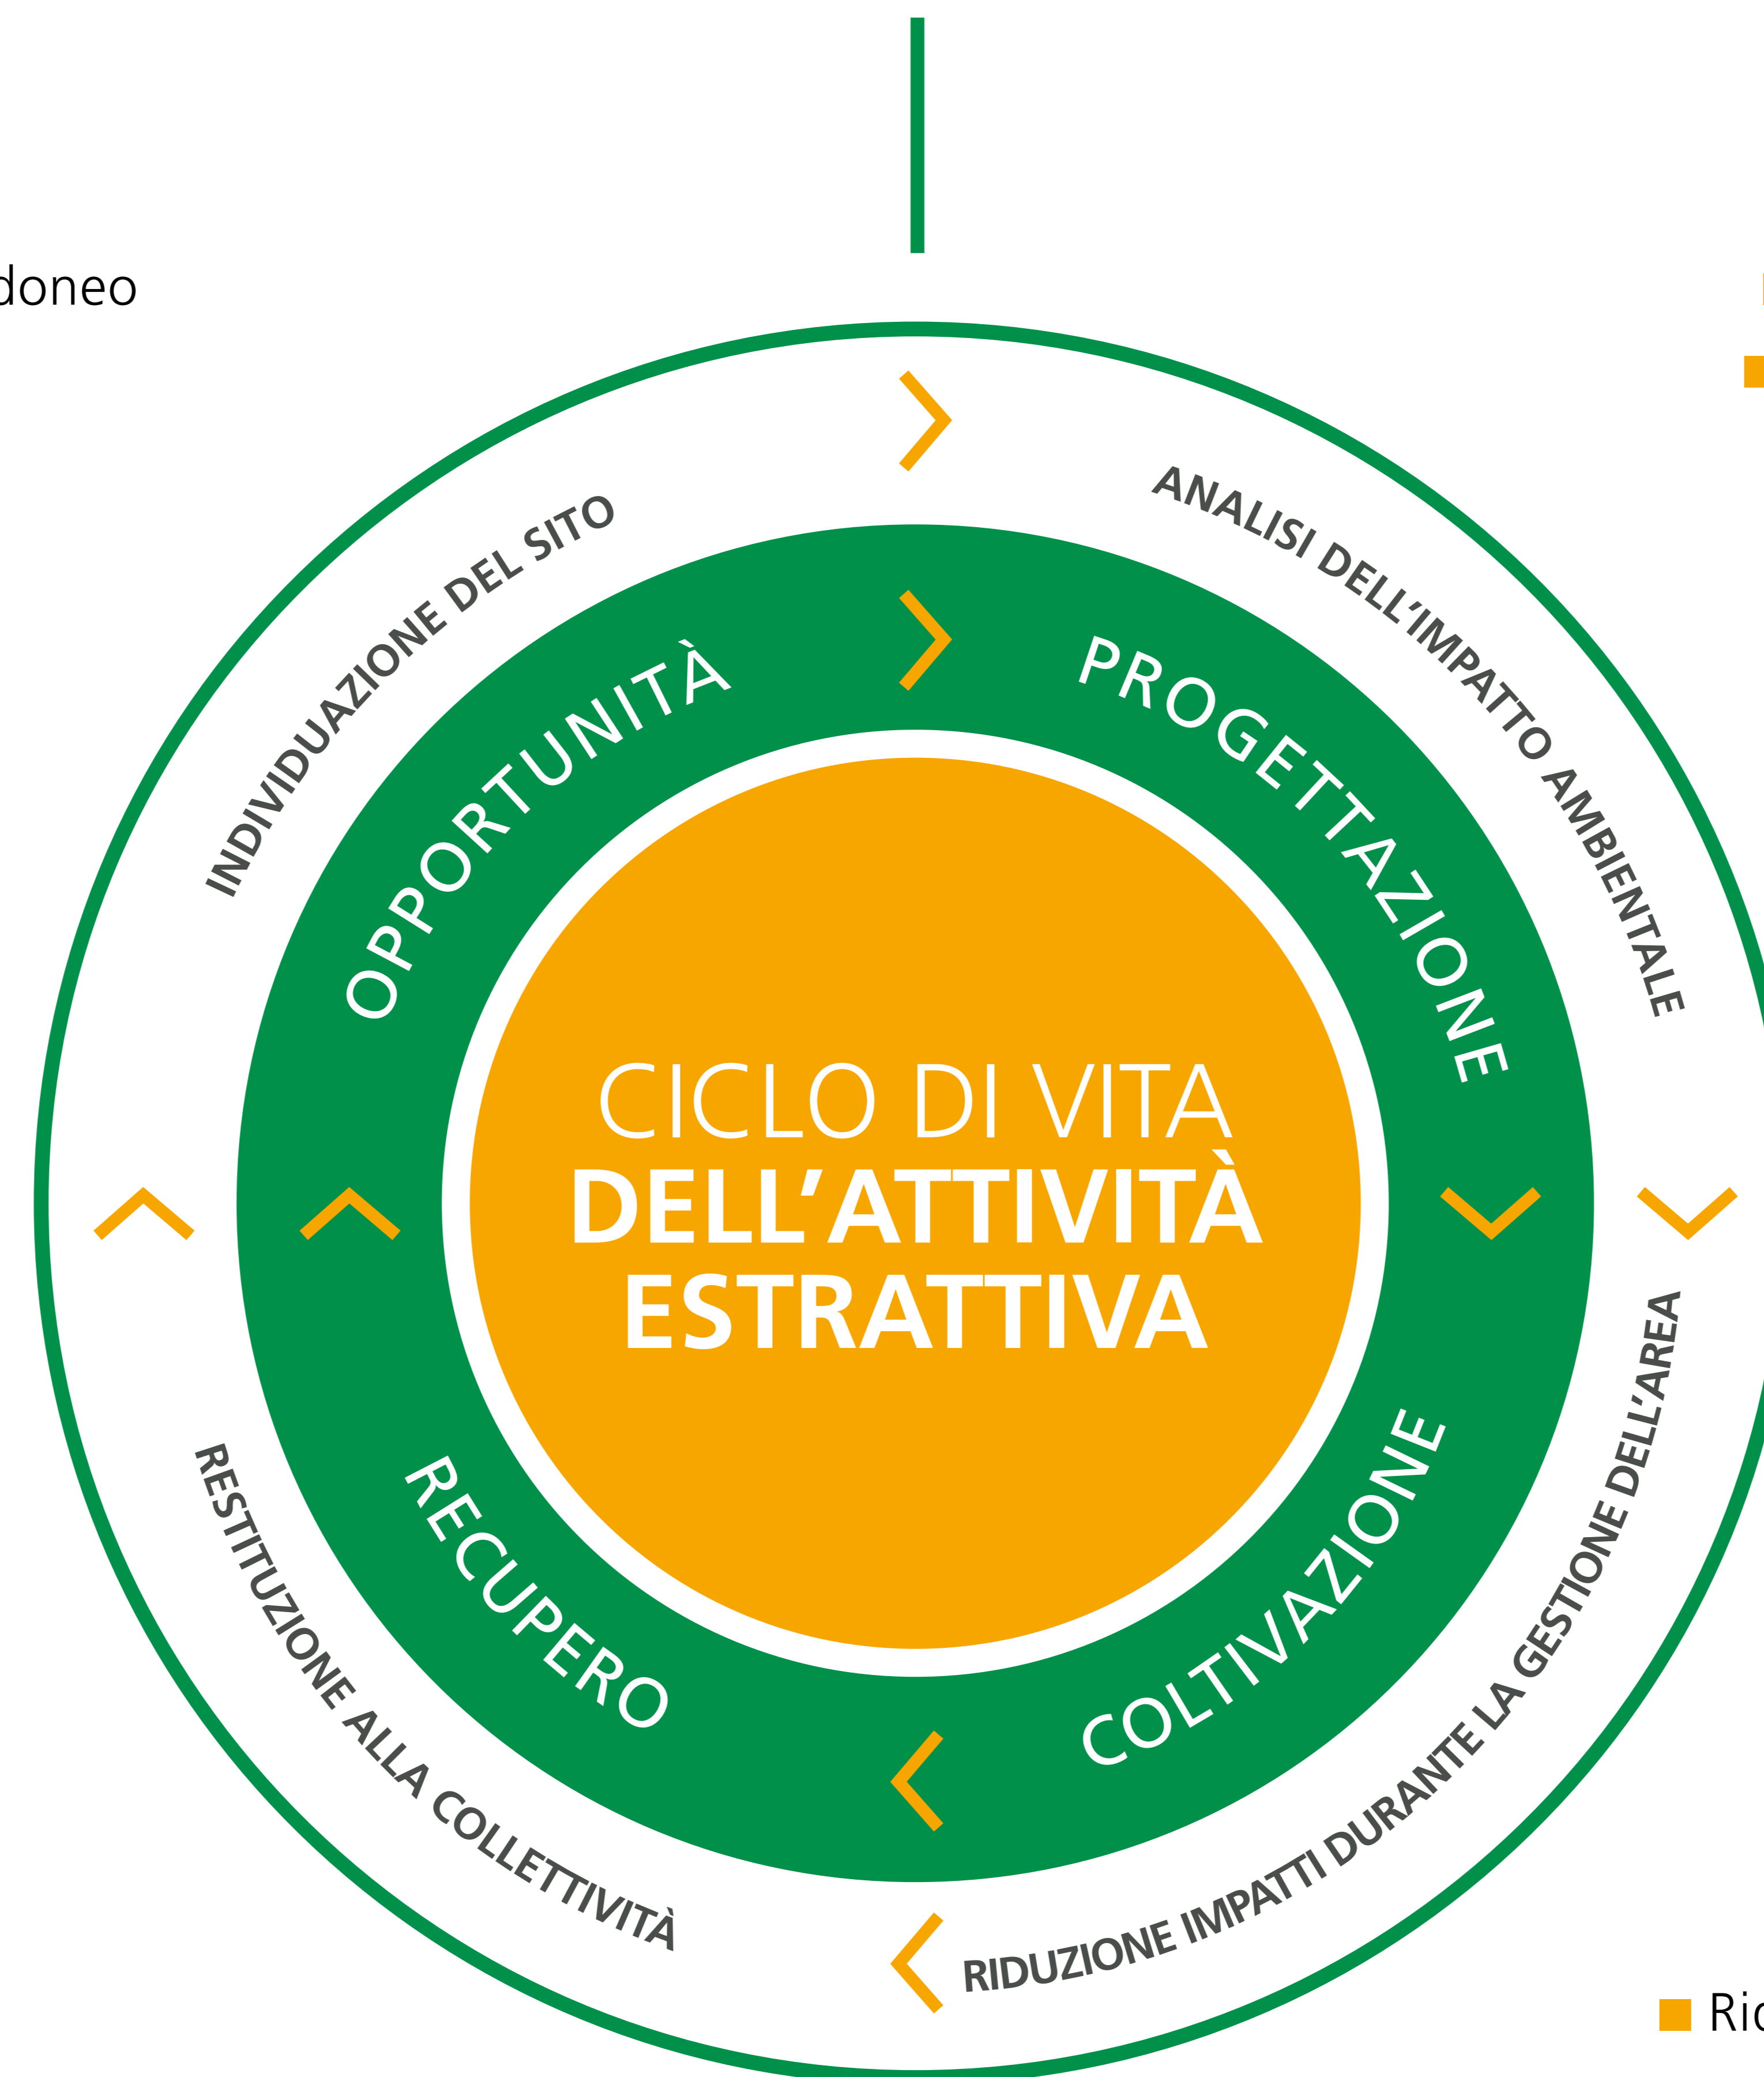 doneo
INDIVIDUAZIONE DEL SITO
ANALISI DELL'IMPATTO AMBIENTALE
OPPORTUNITÀ
PROGETTAZIONE
CICLO DI VITA
DELL'ATTIVITÀ
ESTRATTIVA
RECUPERO
COLTIVAZIONE
RESTITUZIONE ALLA COLLETTIVITÀ
RIDUZIONE IMPATTI DURANTE LA GESTIONE DELL'AREA